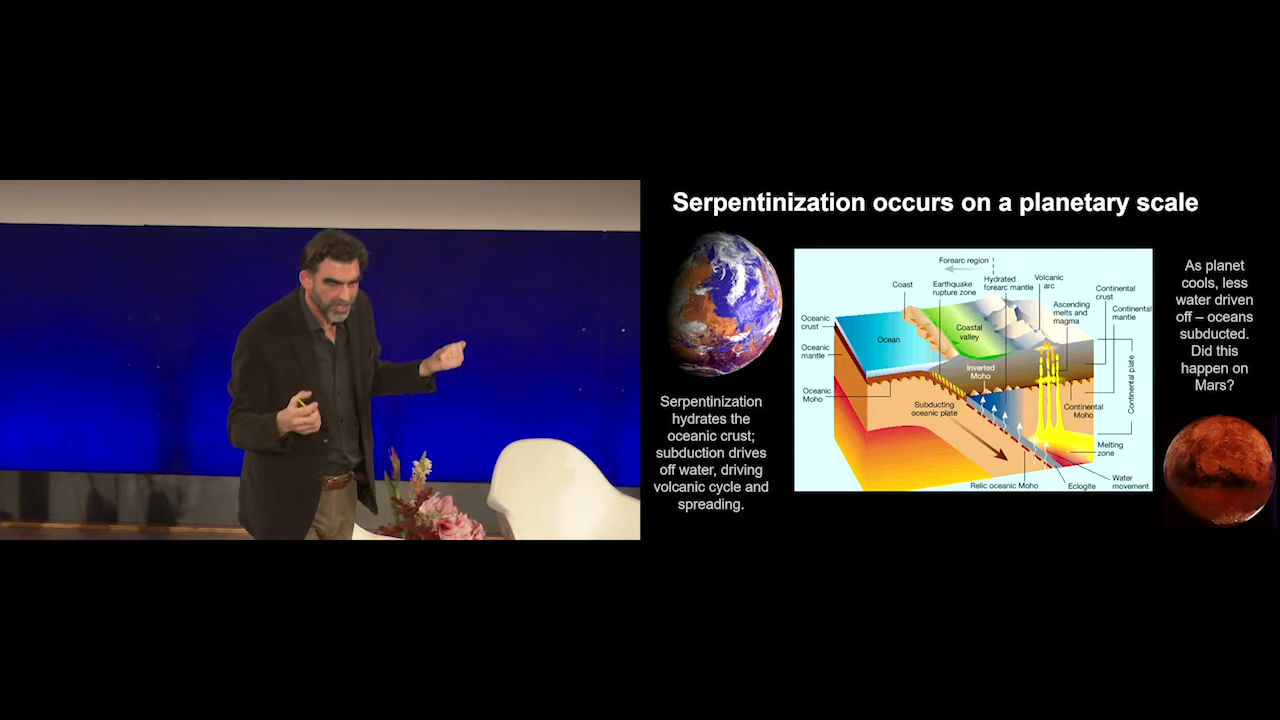 Serpentinization occurs on a planetary scale
Serpentinization
hydrates the
oceanic crust;
subduction drives
off water, driving
volcanic cycle and
spreading.
Forearc region
Coast
Earthquake
rupture zone
Hydrated
forearc mantle
Volcanic
arc
Ascending
melts and
magma
Continental
crust
Continental
mantle
Oceanic
crust
Oceanic
mantle
Oceanic
Moho
Ocean
Coastal
valley
Inverted
Moho
Subducting
oceanic plate
Continental
Moho
Continental plate
Melting
zone
Relic oceanic Moho
Eclogite
Water
movement
As planet
cools, less
water driven
off – oceans
subducted.
Did this
happen on
Mars?